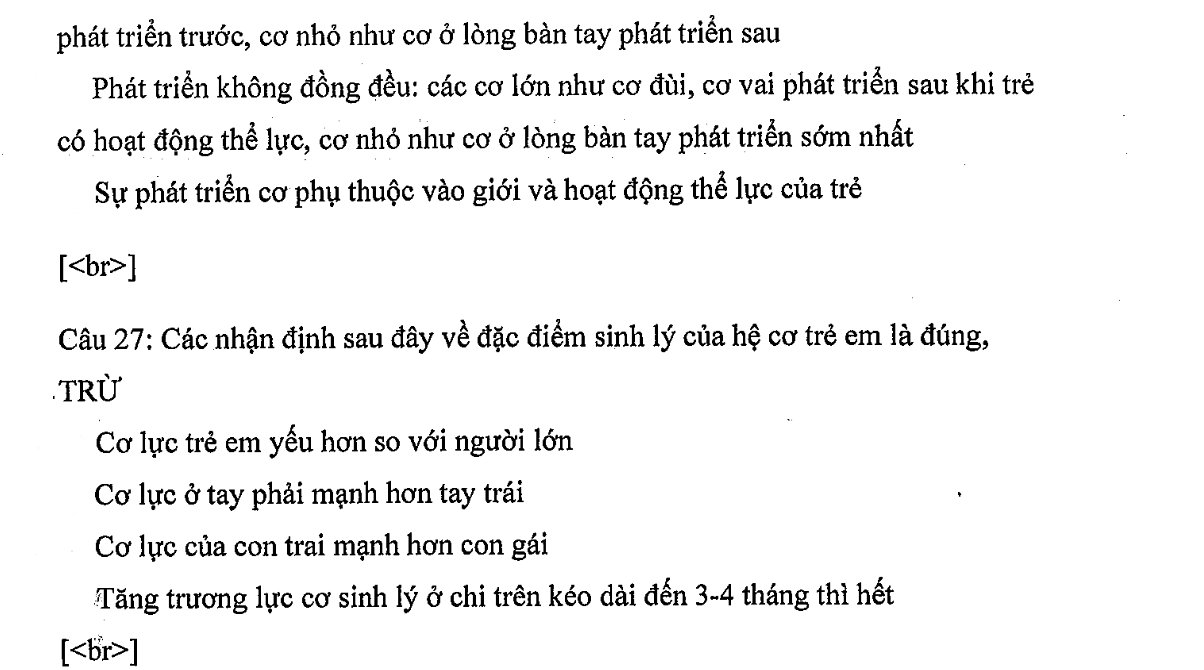 phát triển trước, cơ nhỏ như cơ ở lòng bàn tay phát triển sau
Phát triển không đồng đều: các cơ lớn như cơ đùi, cơ vai phát triển sau khi trẻ
có hoạt động thể lực, cơ nhỏ như cơ ở lòng bàn tay phát triển sớm nhất
Sự phát triển cơ phụ thuộc vào giới và hoạt động thể lực của trẻ
[<br>]
Câu 27: Các nhận định sau đây về đặc điểm sinh lý của hệ cơ trẻ em là đúng,
TRỪ
Cơ lực trẻ em yếu hơn so với người lớn
Cơ lực ở tay phải mạnh hơn tay trái
Cơ lực của con trai mạnh hơn con gái
Tăng trương lực cơ sinh lý ở chi trên kéo dài đến 3-4 tháng thì hết
[<br>]